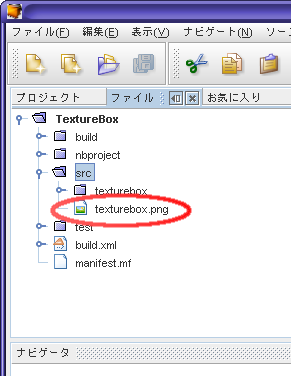 ファイル(F) 編集(E) 表示(V) ナビゲート(N) ソー
プロジェクト ファイル お気に入り
TextureBox
build
nbproject
src
texturebox
texturebox.png
test
build.xml
manifest.mf
ナビゲータ